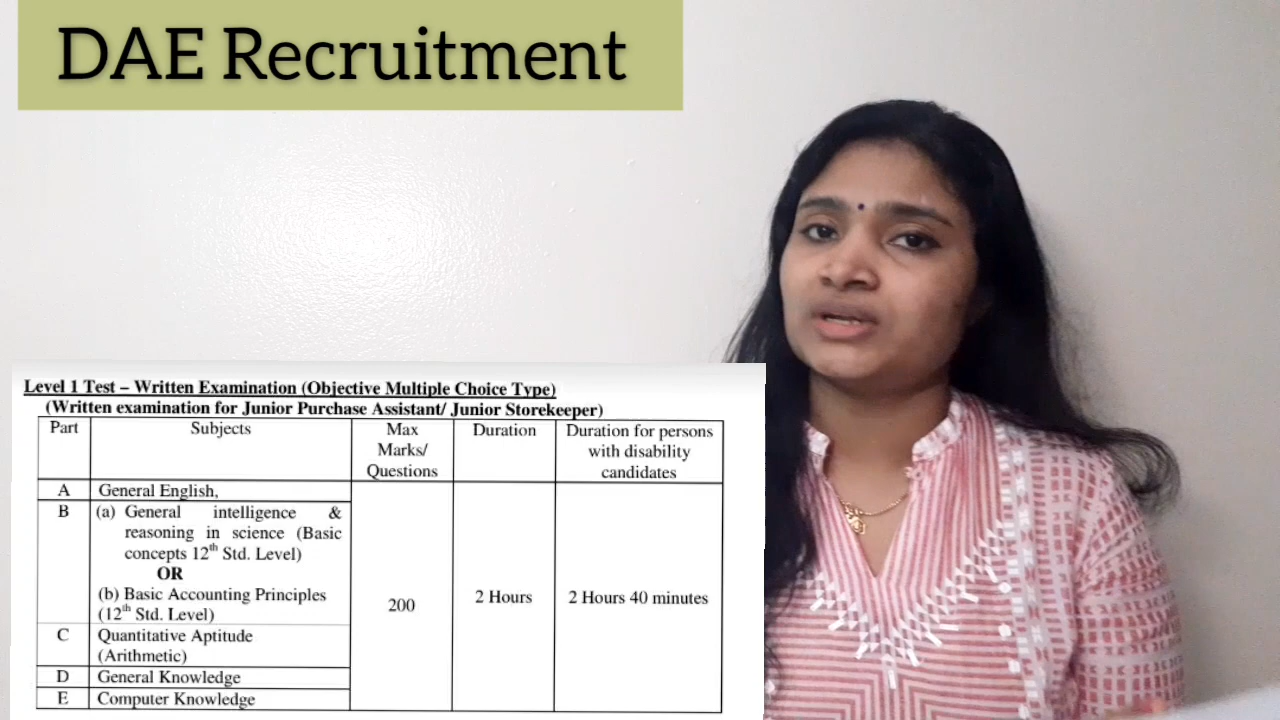 DAE Recruitment
Level 1 Test – Written Examination (Objective Multiple Choice Type)
(Written examination for Junior Purchase Assistant/ Junior Storekeeper)
Part Subjects Max Marks/ Questions Duration Duration for persons with disability candidates
A General English,
B (a) General intelligence &
reasoning in science (Basic
concepts 12th Std. Level)
OR
(b) Basic Accounting Principles
(12th Std. Level)
200 2 Hours 2 Hours 40 minutes
C Quantitative Aptitude
(Arithmetic)
D General Knowledge
E Computer Knowledge